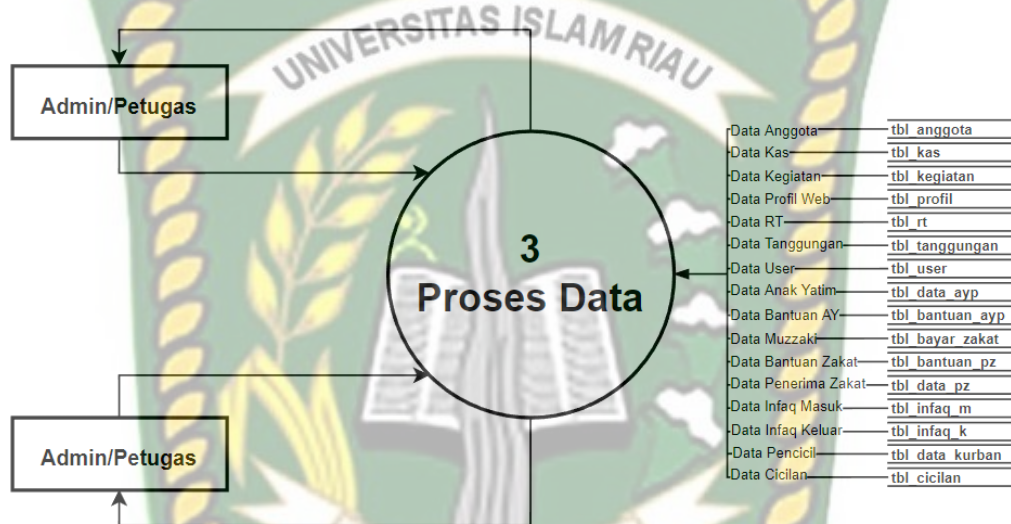 UNIVERSITAS ISLAM RIAU
Admin/Petugas
3
Proses Data
Admin/Petugas
Data Anggota tbl_anggota
Data Kas tbl_kas
Data Kegiatan tbl_kegiatan
Data Profil Web tbl_profil
Data RT tbl_rt
Data Tanggungan tbl_tanggungan
Data User tbl_user
Data Anak Yatim tbl_data_ayp
Data Bantuan AY tbl_bantuan_ayp
Data Muzzaki tbl_bayar_zakat
Data Bantuan Zakat tbl_bantuan_pz
Data Penerima Zakat tbl_data_pz
Data Infaq Masuk tbl_infaq_m
Data Infaq Keluar tbl_infaq_k
Data Pencicil tbl_data_kurban
Data Cicilan tbl_cicilan